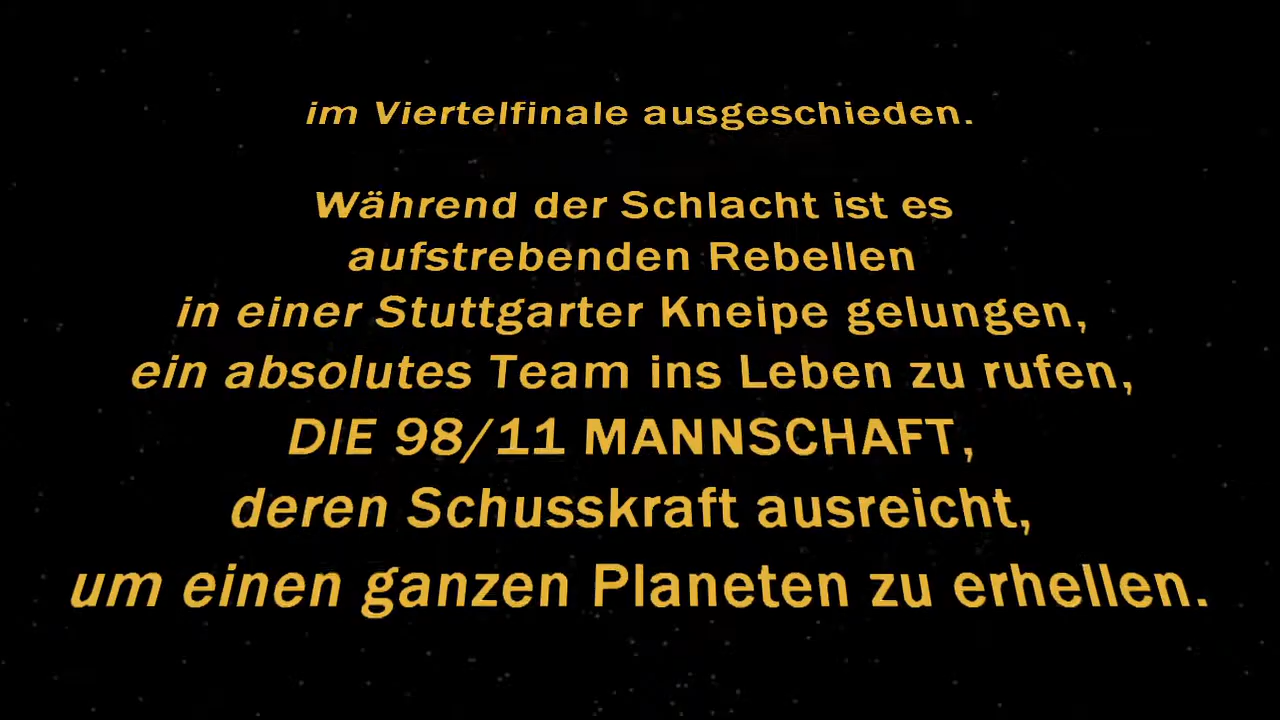 im Viertelfinale ausgeschieden.
Während der Schlacht ist es
aufstrebenden Rebellen
in einer Stuttgarter Kneipe gelungen,
ein absolutes Team ins Leben zu rufen,
DIE 98/11 MANNSCHAFT,
deren Schusskraft ausreicht,
um einen ganzen Planeten zu erhellen.